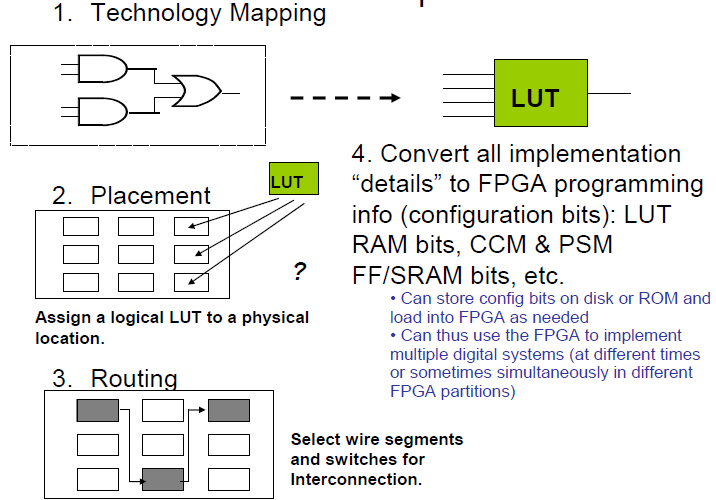 1. Technology Mapping
LUT
2. Placement
LUT
?
Assign a logical LUT to a physical
location.
3. Routing
Select wire segments
and switches for
Interconnection.
4. Convert all implementation
“details” to FPGA programming
info (configuration bits): LUT
RAM bits, CCM & PSM
FF/SRAM bits, etc.
• Can store config bits on disk or ROM and
load into FPGA as needed
• Can thus use the FPGA to implement
multiple digital systems (at different times
or sometimes simultaneously in different
FPGA partitions)